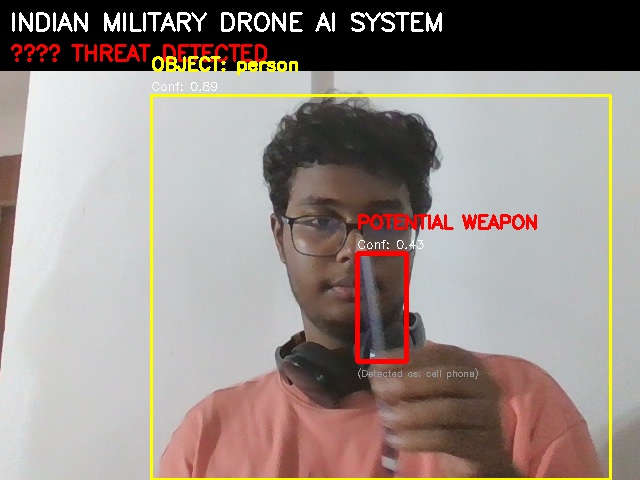 INDIAN MILITARY DRONE AI SYSTEM
???? THREAT DETECTED
OBJECT: person
Conf: 0.89
POTENTIAL WEAPON
Conf: 0.43
(Detected as: cell phone)